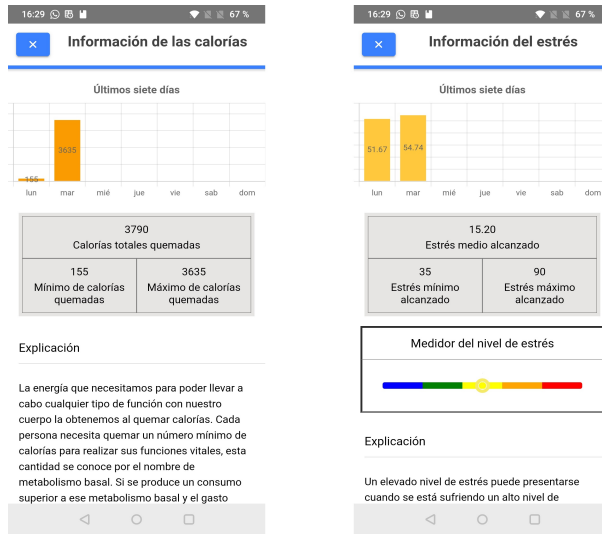 16:29
67 %
Información de las calorías
Últimos siete días
155
3635
lun mar mié jue vie sab dom
3790
Calorías totales quemadas
155
Mínimo de calorías
quemadas
3635
Máximo de calorías
quemadas
Explicación
La energía que necesitamos para poder llevar a
cabo cualquier tipo de función con nuestro
cuerpo la obtenemos al quemar calorías. Cada
persona necesita quemar un número mínimo de
calorías para realizar sus funciones vitales, esta
cantidad se conoce por el nombre de
metabolismo basal. Si se produce un consumo
superior a ese metabolismo basal y el gasto
16:29
67 %
Información del estrés
Últimos siete días
51.67
54.74
lun mar mié jue vie sab dom
15.20
Estrés medio alcanzado
35
Estrés mínimo
alcanzado
90
Estrés máximo
alcanzado
Medidor del nivel de estrés
Explicación
Un elevado nivel de estrés puede presentarse
cuando se está sufriendo un alto nivel de